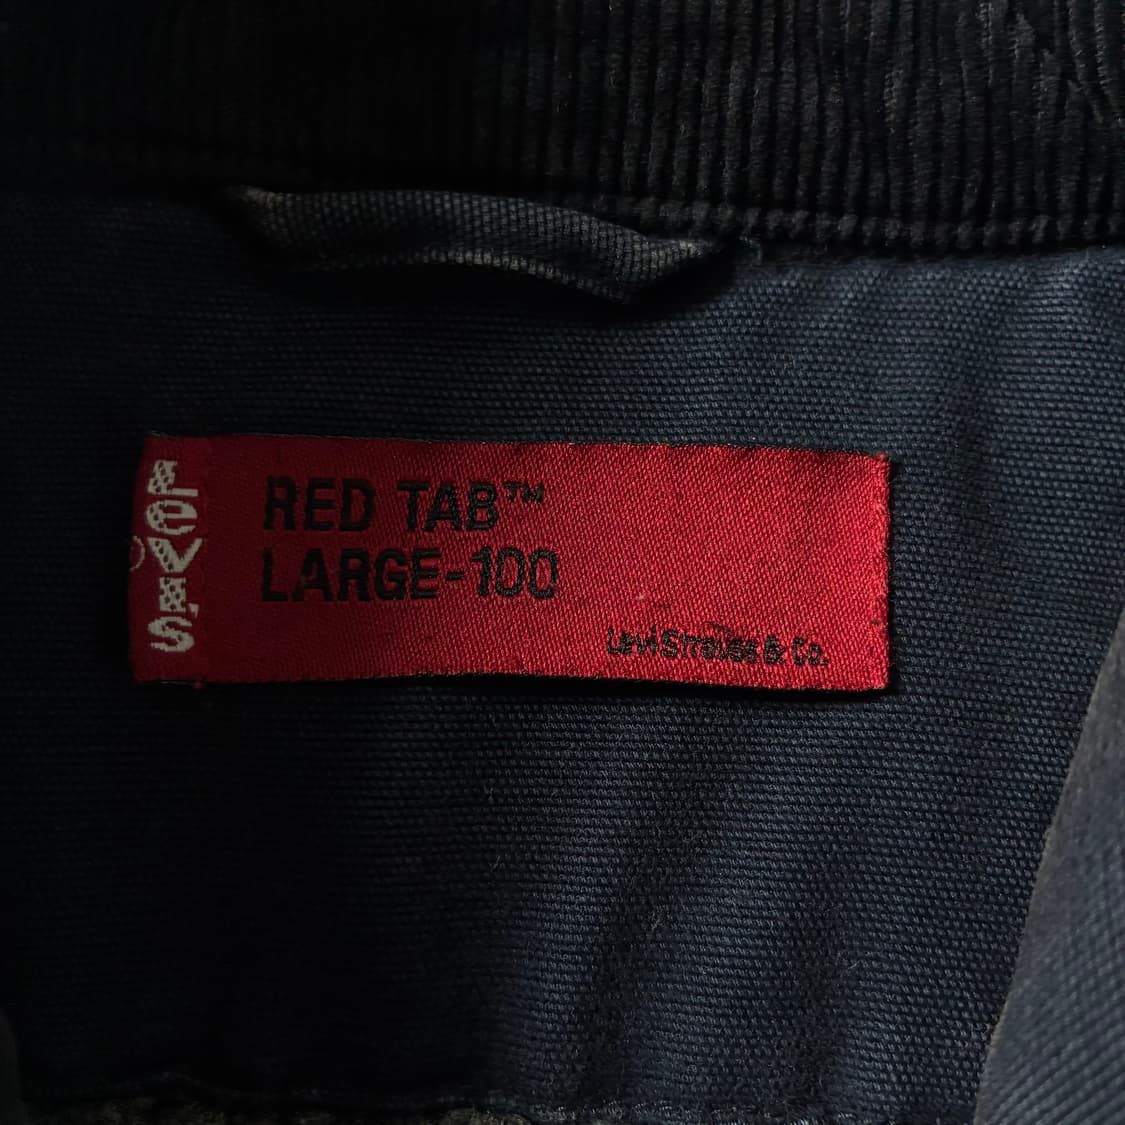 Levi's
RED TAB™
LARGE-100
Levi Strauss & Co.